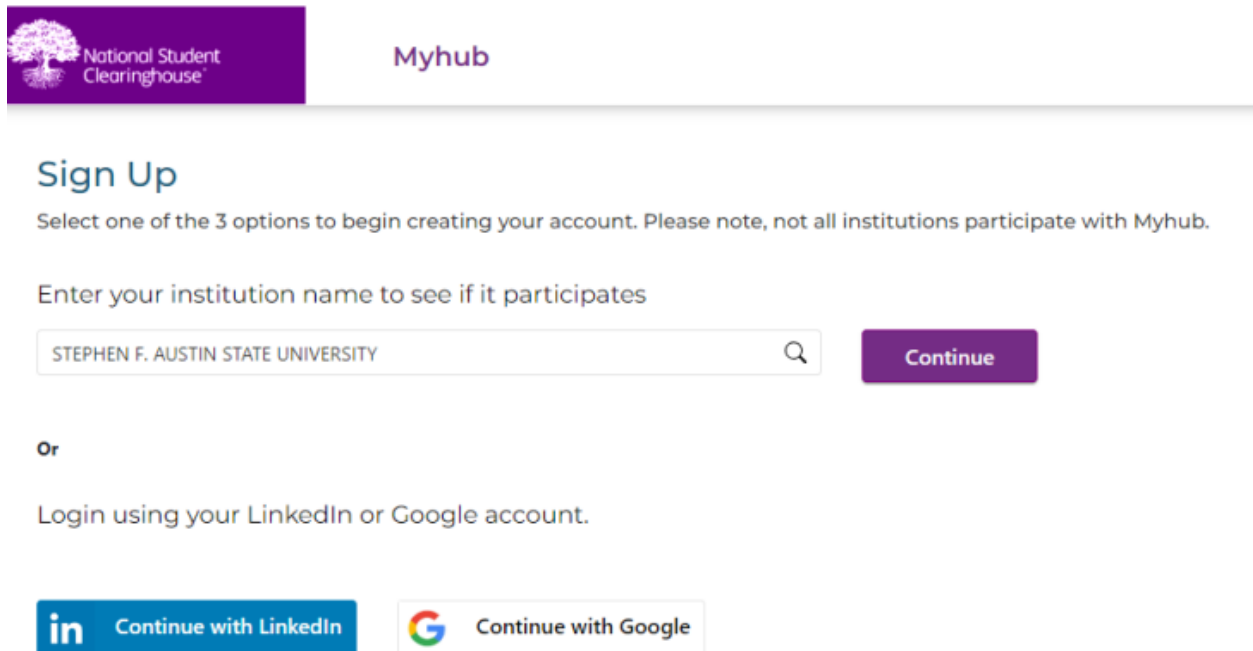 National Student
Clearinghouse
Myhub
Sign Up
Select one of the 3 options to begin creating your account. Please note, not all institutions participate with Myhub.
Enter your institution name to see if it participates
STEPHEN F. AUSTIN STATE UNIVERSITY
Continue
Or
Login using your LinkedIn or Google account.
in Continue with LinkedIn
G Continue with Google